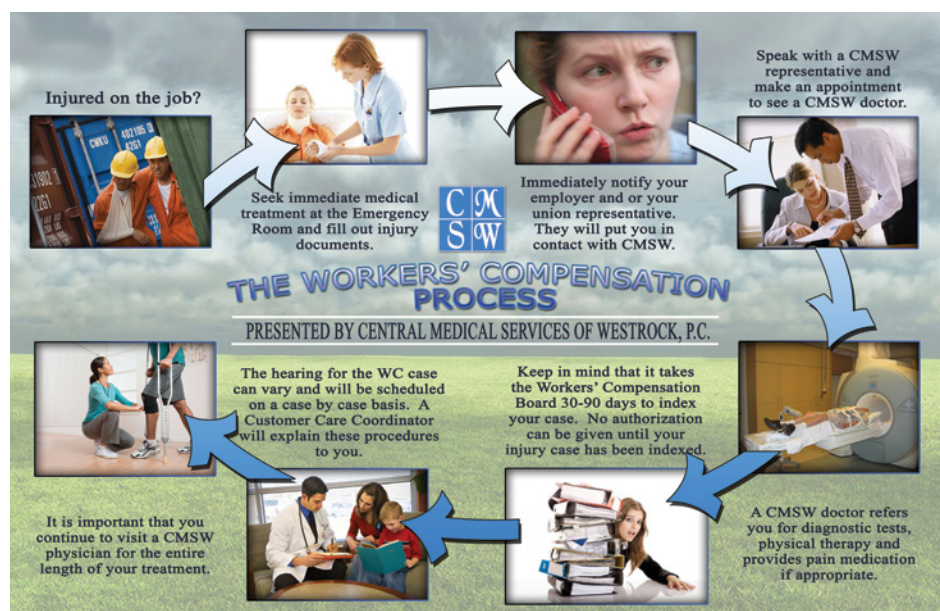 Injured on the job?
CWKU
402105 0
42G1
31902 1
22G1
Seek immediate medical
treatment at the Emergency
Room and fill out injury
documents.
Immediately notify your
employer and or your
union representative.
They will put you in
contact with CMSW.
Speak with a CMSW
representative and
make an appointment
to see a CMSW doctor.
C M
S W
THE WORKERS' COMPENSATION
PROCESS
PRESENTED BY CENTRAL MEDICAL SERVICES OF WESTROCK, P.C.
A CMSW doctor refers
you for diagnostic tests,
physical therapy and
provides pain medication
if appropriate.
Keep in mind that it takes
the Workers' Compensation
Board 30-90 days to index
your case.  No authorization
can be given until your
injury case has been indexed.
The hearing for the WC case
can vary and will be scheduled
on a case by case basis.  A
Customer Care Coordinator
will explain these procedures
to you.
It is important that you
continue to visit a CMSW
physician for the entire
length of your treatment.